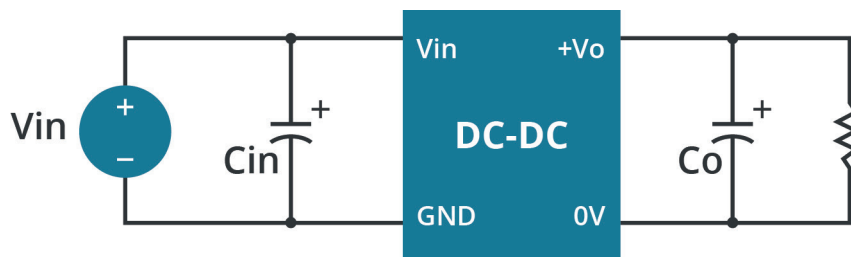 Vin
+
−
Cin
+
Vin
+Vo
DC-DC
GND
0V
Co
+